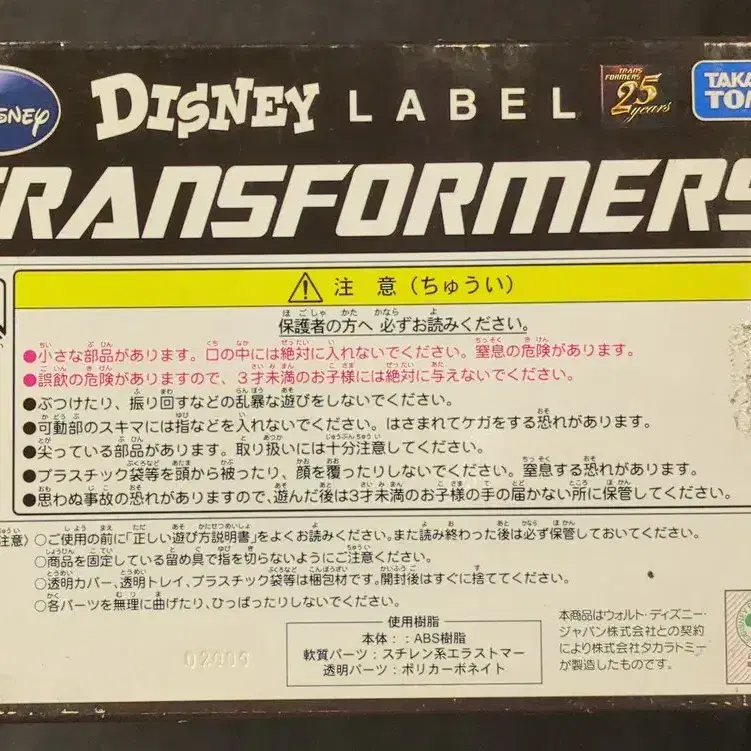 DISNEY
DISNEY LABEL
TRANSFORMERS 25 years
TAKARA TOMY
TRANSFORMERS
注意(ちゅうい)
保護者の方へ 必ずお読みください。
●小さな部品があります。口の中には絶対に入れないでください。窒息の危険があります。
●誤飲の危険がありますので、3才未満のお子様には絶対に与えないでください。
●ぶつけたり、振り回すなどの乱暴な遊びをしないでください。
●可動部のスキマには指などを入れないでください。はさまれてケガをする恐れがあります。
●尖っている部品があります。取り扱いには十分注意してください。
●プラスチック袋等を頭から被ったり、顔を覆ったりしないでください。窒息する恐れがあります。
●思わぬ事故の恐れがありますので、遊んだ後は3才未満のお子様の手の届かない所に保管してください。
注意〉○ご使用の前に「正しい遊び方説明書」をよくお読みください。また読み終わった後は必ず保管しておいてください。
○商品を固定している留め具で指を切らないようにご注意ください。
○透明カバー、透明トレイ、プラスチック袋等は梱包材です。開封後はすぐに捨ててください。
○各パーツを無理に曲げたり、ひっぱったりしないでください。
使用樹脂
本体：：ABS樹脂
軟質パーツ：スチレン系エラストマー
透明パーツ：ポリカーボネイト
本商品はウォルト・ディズニー・
ジャパン株式会社との契約
により株式会社タカラトミー
が製造したものです。